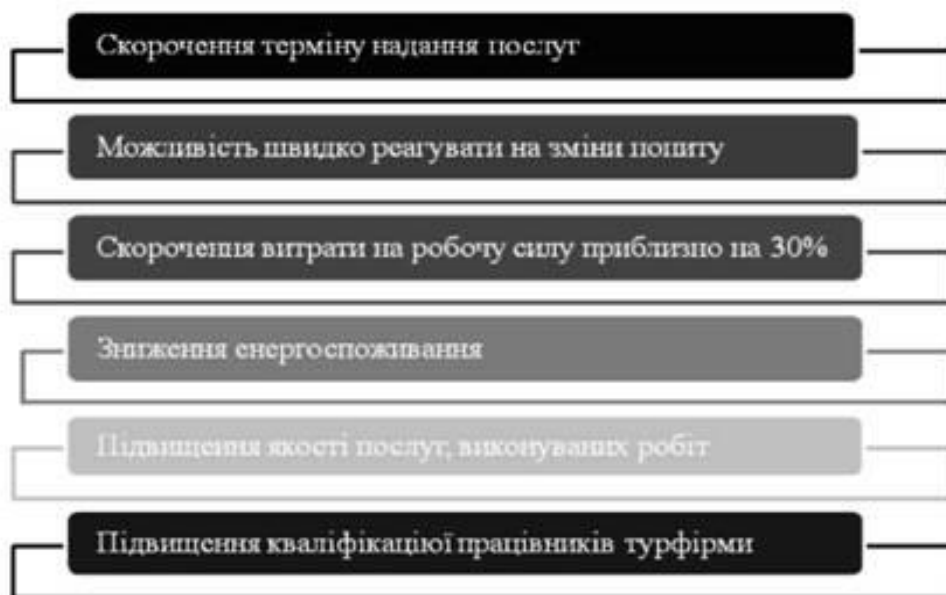 Скорочення терміну надання послуг
Можливість швидко реагувати на зміни попиту
Скорочення витрати на робочу силу приблизно на 30%
Зниження енергоспоживання
Підвищення якості послуг, виконуваних робіт
Підвищення кваліфікаціюї працівників турфірми